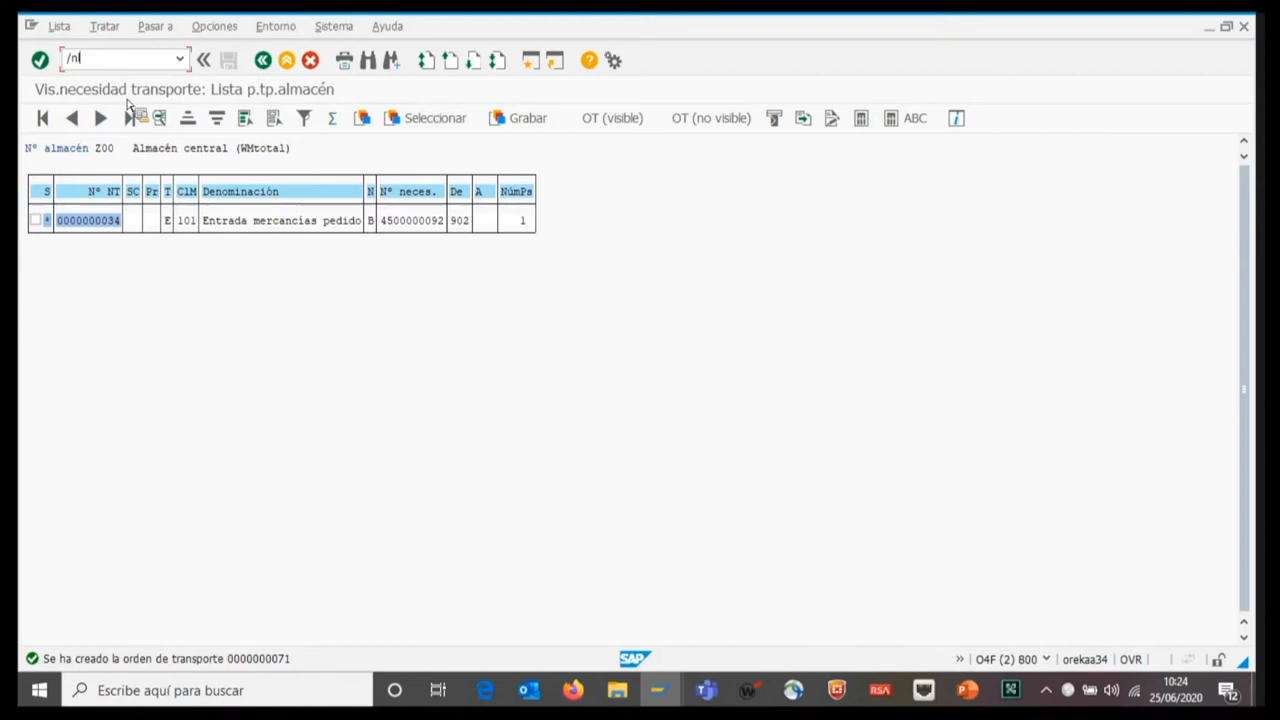 Lista Tratar Pasar a Opciones Entorno Sistema Ayuda
/nl
Vis.necesidad transporte: Lista p.tp.almacén
Seleccionar Grabar OT (visible) OT (no visible) ABC
Nº almacén Z00 Almacén central (WMtotal)
S Nº NT SC Pr T ClM Denominación N Nº neces. De A NúmPs
* 0000000034 E 101 Entrada mercancías pedido B 4500000092 902 1
Se ha creado la orden de transporte 0000000071
SAP
» O4F (2) 800 orekaa34 OVR
Escribe aquí para buscar
RSA
10:24
25/06/2020
12